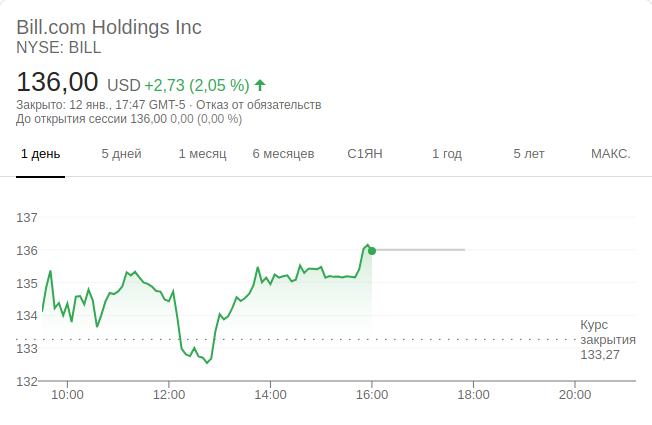 Bill.com Holdings Inc
NYSE: BILL
136,00 USD +2,73 (2,05 %)
Закрыто: 12 янв., 17:47 GMT-5 · Отказ от обязательств
До открытия сессии 136,00 0,00 (0,00 %)
1 день 5 дней 1 месяц 6 месяцев С1ЯН 1 год 5 лет МАКС.
137
136
135
134
133
132
Курс
закрытия
133,27
10:00 12:00 14:00 16:00 18:00 20:00